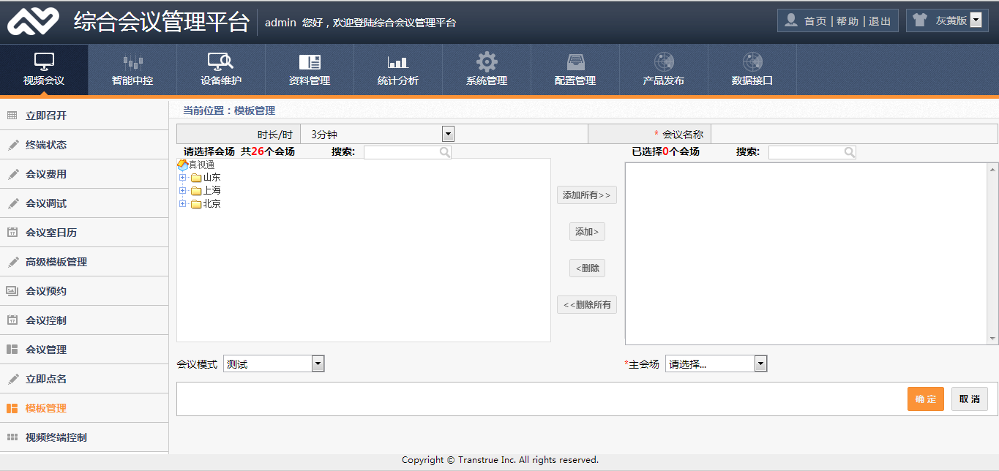 综合会议管理平台
admin 您好，欢迎登陆综合会议管理平台
首页 | 帮助 | 退出
灰黄版
视频会议
智能中控
设备维护
资料管理
统计分析
系统管理
配置管理
产品发布
数据接口
立即召开
终端状态
会议费用
会议调试
会议室日历
高级模板管理
会议预约
会议控制
会议管理
立即点名
模板管理
视频终端控制
当前位置：模板管理
时长/时
3分钟
* 会议名称
请选择会场 共26个会场
搜索:
已选择0个会场
搜索:
真视通
山东
上海
北京
添加所有>>
添加>
<删除
<<删除所有
会议模式
测试
*主会场
请选择...
确 定
取 消
Copyright © Transtrue Inc. All rights reserved.